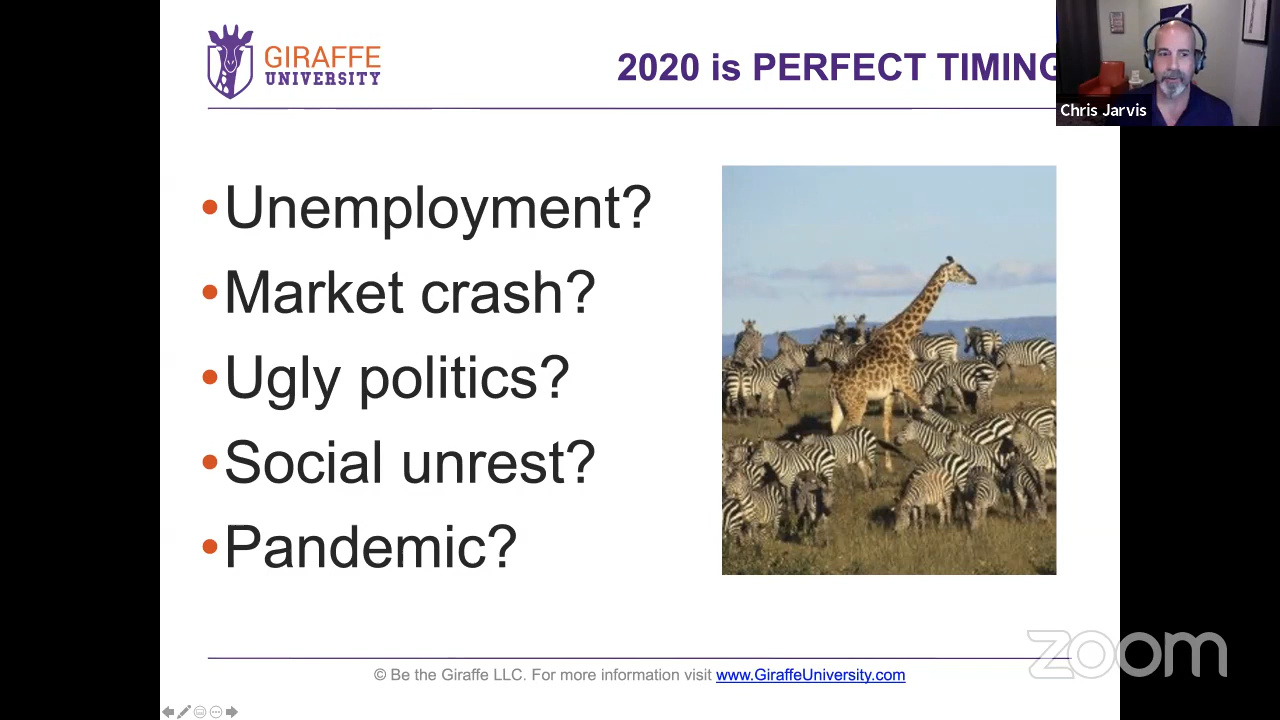 GIRAFFE
UNIVERSITY
2020 is PERFECT TIMING
Chris Jarvis
•Unemployment?
•Market crash?
•Ugly politics?
•Social unrest?
•Pandemic?
zoom
© Be the Giraffe LLC. For more information visit www.GiraffeUniversity.com